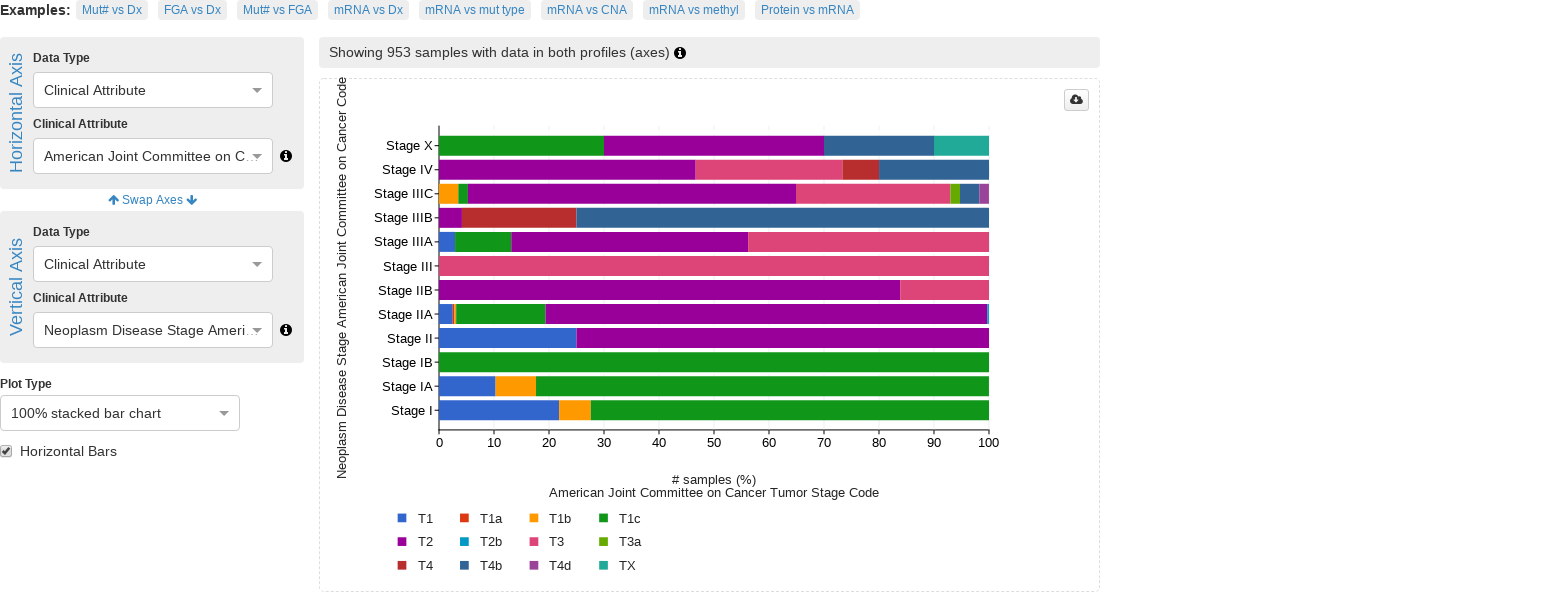 Examples: Mut# vs Dx FGA vs Dx Mut# vs FGA mRNA vs Dx mRNA vs mut type mRNA vs CNA mRNA vs methyl Protein vs mRNA
Horizontal Axis
Data Type
Clinical Attribute
Clinical Attribute
American Joint Committee on C...
Swap Axes
Vertical Axis
Data Type
Clinical Attribute
Clinical Attribute
Neoplasm Disease Stage Ameri...
Plot Type
100% stacked bar chart
Horizontal Bars
Showing 953 samples with data in both profiles (axes)
Neoplasm Disease Stage American Joint Committee on Cancer Code
Stage X
Stage IV
Stage IIIC
Stage IIIB
Stage IIIA
Stage III
Stage IIB
Stage IIA
Stage II
Stage IB
Stage IA
Stage I
0 10 20 30 40 50 60 70 80 90 100
# samples (%)
American Joint Committee on Cancer Tumor Stage Code
T1 T1a T1b T1c
T2 T2b T3 T3a
T4 T4b T4d TX